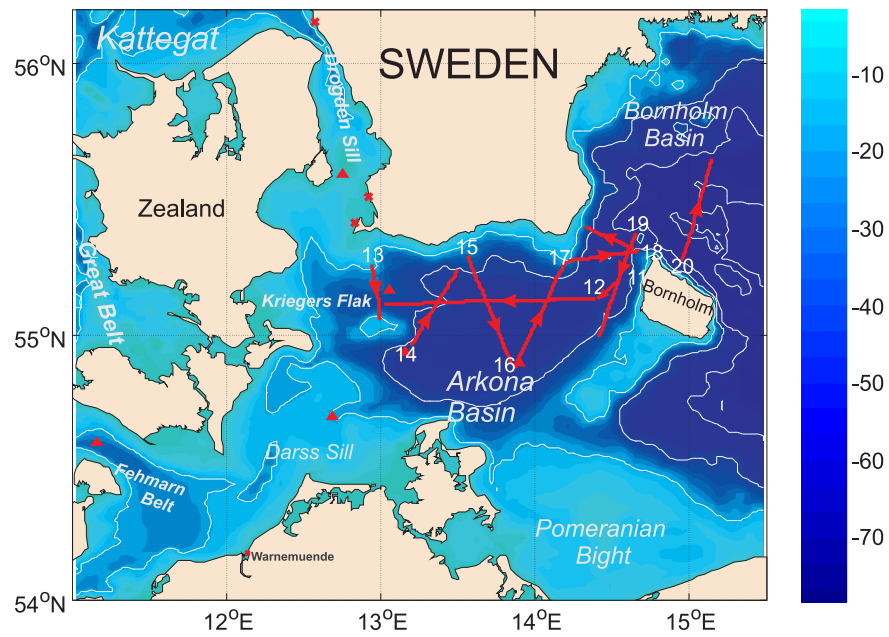 Kattegat
SWEDEN
Drogden Sill
Bornholm
Basin
Zealand
Great Belt
Kriegers Flak
13
15
17
19
18
20
12
11
14
16
Bornholm
Arkona
Basin
Darss Sill
Fehmarn
Belt
Pomeranian
Bight
Warnemuende
56°N
55°N
54°N
12°E
13°E
14°E
15°E
-10
-20
-30
-40
-50
-60
-70